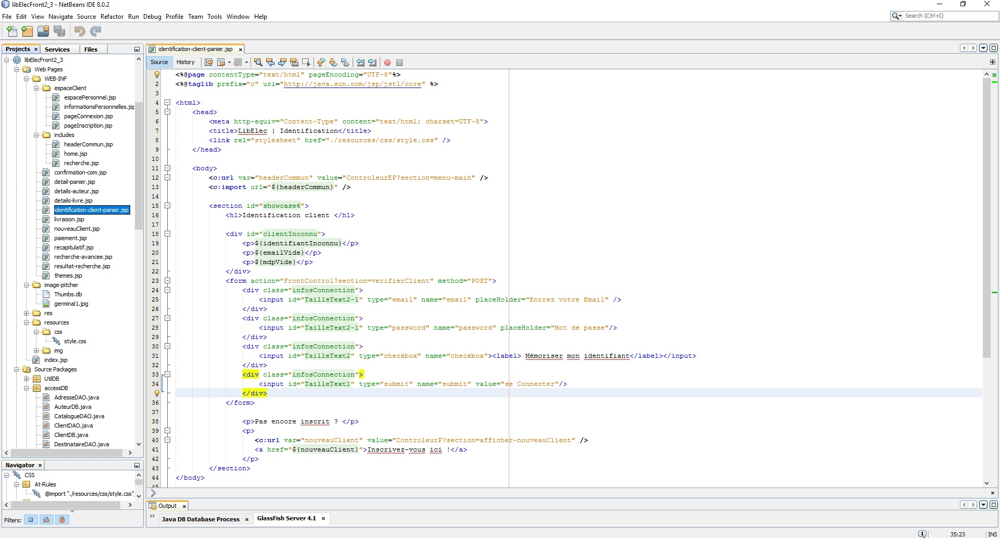 libElecFront2_3 - NetBeans IDE 8.0.2
File Edit View Navigate Source Refactor Run Debug Profile Team Tools Window Help
Search (Ctrl+I)
Projects
Services
Files
libElecFront2_3
Web Pages
WEB-INF
espaceClient
espacePersonnel.jsp
informationsPersonnelles.jsp
pageConnexion.jsp
pageInscription.jsp
includes
headerCommun.jsp
home.jsp
recherche.jsp
confirmation-com.jsp
detail-panier.jsp
details-auteur.jsp
details-livre.jsp
identification-client-panier.jsp
livraison.jsp
nouveauClient.jsp
paiement.jsp
recapitulatif.jsp
recherche-avancee.jsp
resultat-recherche.jsp
themes.jsp
image-pitcher
Thumbs.db
germinal1.jpg
res
resources
css
style.css
img
index.jsp
Source Packages
UtilDB
accessDB
AdresseDAO.java
AuteurDB.java
CatalogueDAO.java
ClientDAO.java
ClientDB.java
DestinataireDAO.java
Navigator
CSS
At-Rules
@import "./resources/css/style.css"
Filters:
identification-client-panier.jsp
Source History
<%@page contentType="text/html" pageEncoding="UTF-8"%>
2 <%@taglib prefix="c" uri="http://java.sun.com/jsp/jstl/core" %>
3
4 <html>
5 <head>
6 <meta http-equiv="Content-Type" content="text/html; charset=UTF-8">
7 <title>LibElec | Identification</title>
8 <link rel="stylesheet" href="./resources/css/style.css" />
9 </head>
10
11 <body>
12 <c:url var="headerCommun" value="ControleurEP?section=menu-main" />
13 <c:import url="${headerCommun}" />
14
15 <section id="showcase6">
16 <h1>Identification client </h1>
17
18 <div id="clientInconnu">
19 <p>${identifiantInconnu}</p>
20 <p>${emailVide}</p>
21 <p>${mdpVide}</p>
22 </div>
23 <form action="FrontControl?section=verifierClient" method="POST">
24 <div class="infosConnection">
25 <input id="TailleText2-1" type="email" name="email" placeHolder="Entrez votre Email" />
26 </div>
27 <div class="infosConnection">
28 <input id="TailleText2-1" type="password" name="password" placeHolder="Mot de passe"/>
29 </div>
30 <div class="infosConnection">
31 <input id="TailleText2" type="checkbox" name="checkbox"><label> Mémoriser mon identifiant</label></input>
32 </div>
33 <div class="infosConnection">
34 <input id="TailleText1" type="submit" name="submit" value="se Connecter"/>
</div>
36 </form>
37
38 <p>Pas encore inscrit ? </p>
39 <p>
40 <c:url var="nouveauClient" value="ControleurP?section=afficher-nouveauClient" />
41 <a href="${nouveauClient}">Inscrivez-vous ici !</a>
42 </p>
43 </section>
44 </body>
45
Output
Java DB Database Process
GlassFish Server 4.1
1
35:23
INS